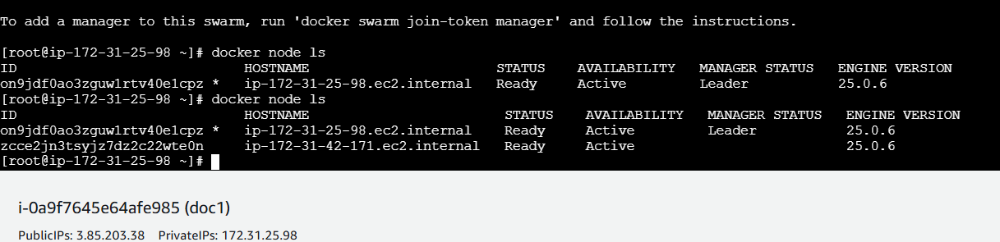 To add a manager to this swarm, run 'docker swarm join-token manager' and follow the instructions.
[root@ip-172-31-25-98 ~]# docker node ls
ID HOSTNAME STATUS AVAILABILITY MANAGER STATUS ENGINE VERSION
on9jdf0ao3zguw1rtv40e1cpz * ip-172-31-25-98.ec2.internal Ready Active Leader 25.0.6
[root@ip-172-31-25-98 ~]# docker node ls
ID HOSTNAME STATUS AVAILABILITY MANAGER STATUS ENGINE VERSION
on9jdf0ao3zguw1rtv40e1cpz * ip-172-31-25-98.ec2.internal Ready Active Leader 25.0.6
zcce2jn3tsyjz7dz2c22wte0n ip-172-31-42-171.ec2.internal Ready Active 25.0.6
[root@ip-172-31-25-98 ~]#
i-0a9f7645e64afe985 (doc1)
PublicIPs: 3.85.203.38 PrivateIPs: 172.31.25.98